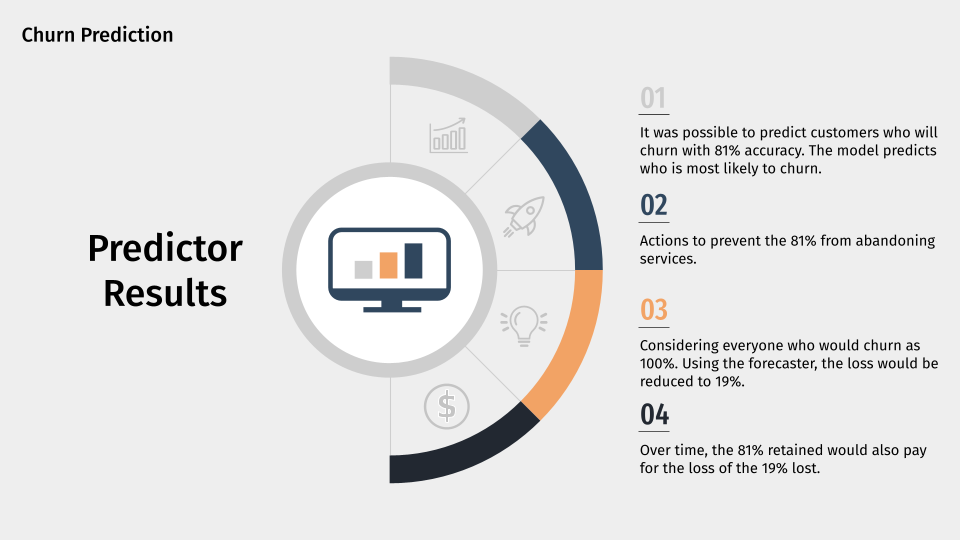 Churn Prediction
Predictor
Results
01
It was possible to predict customers who will
churn with 81% accuracy. The model predicts
who is most likely to churn.
02
Actions to prevent the 81% from abandoning
services.
03
Considering everyone who would churn as
100%. Using the forecaster, the loss would be
reduced to 19%.
04
Over time, the 81% retained would also pay
for the loss of the 19% lost.
$